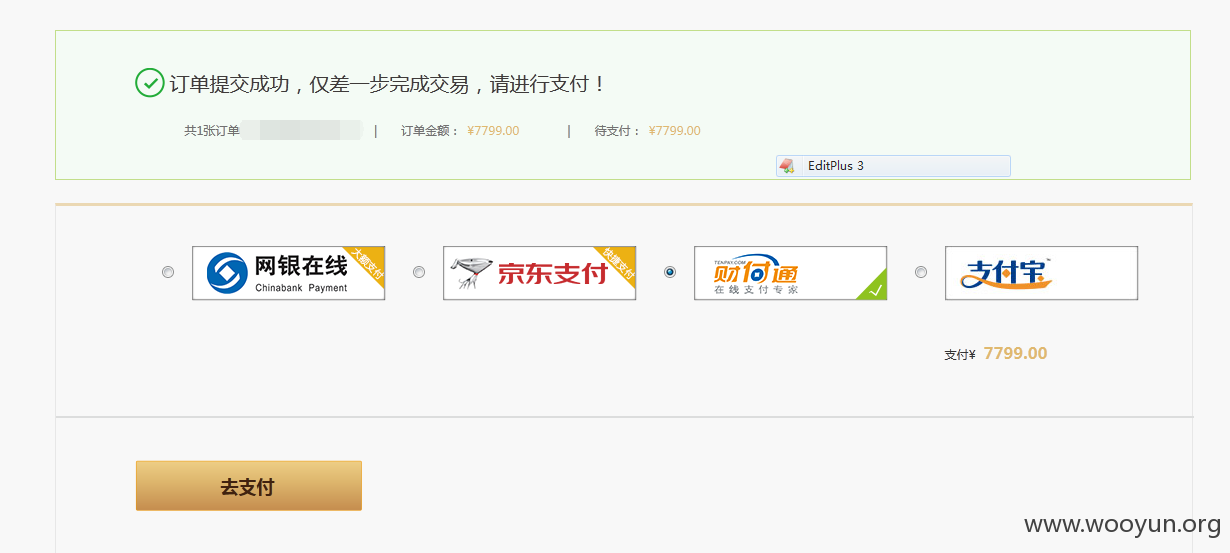 订单提交成功，仅差一步完成交易，请进行支付！
共1张订单 | 订单金额： ¥7799.00 | 待支付： ¥7799.00
EditPlus 3
网银在线 大额支付
Chinabank Payment
京东支付 快捷支付
TENPAY.COM
财付通
在线支付专家
支付宝
支付¥ 7799.00
去支付
www.wooyun.org